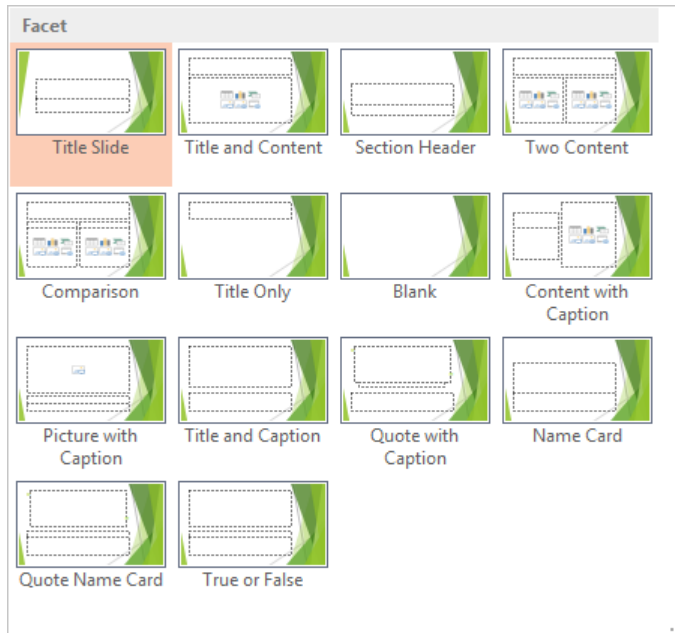 Facet
Title Slide
Title and Content
Section Header
Two Content
Comparison
Title Only
Blank
Content with
Caption
Picture with
Caption
Title and Caption
Quote with
Caption
Name Card
Quote Name Card
True or False